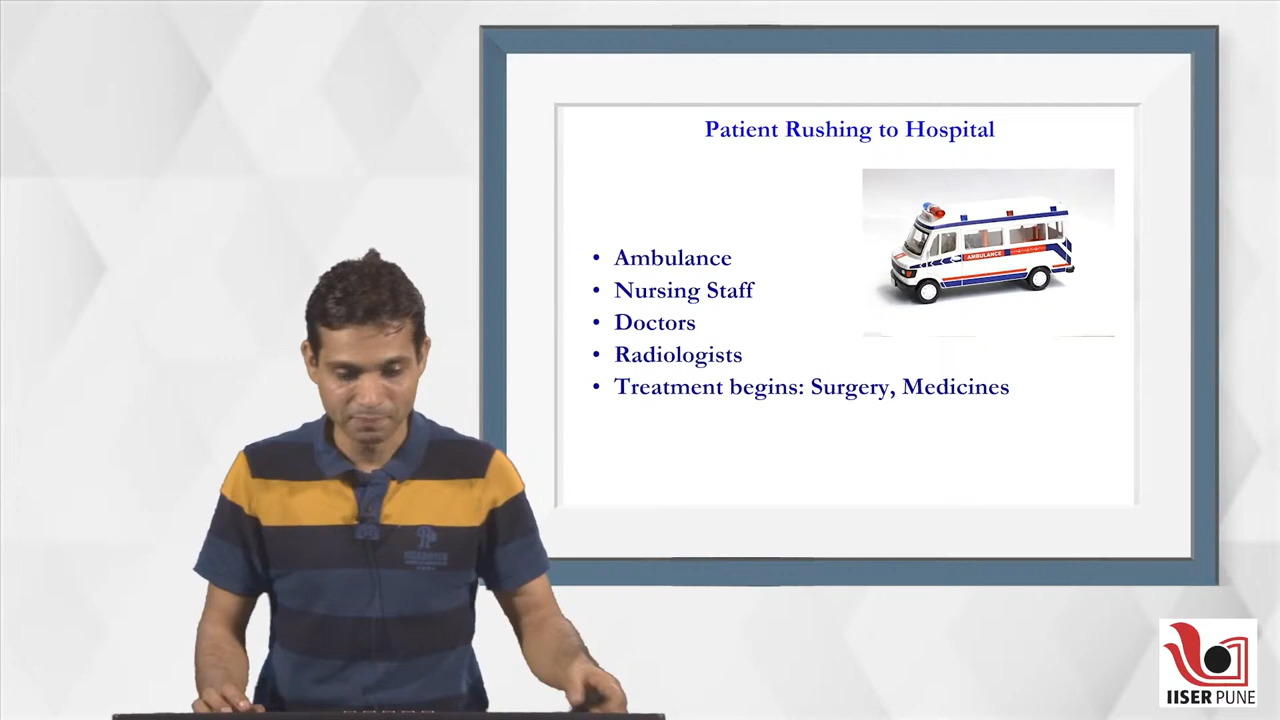 Patient Rushing to Hospital
AMBULANCE
• Ambulance
• Nursing Staff
• Doctors
• Radiologists
• Treatment begins: Surgery, Medicines
IISER PUNE